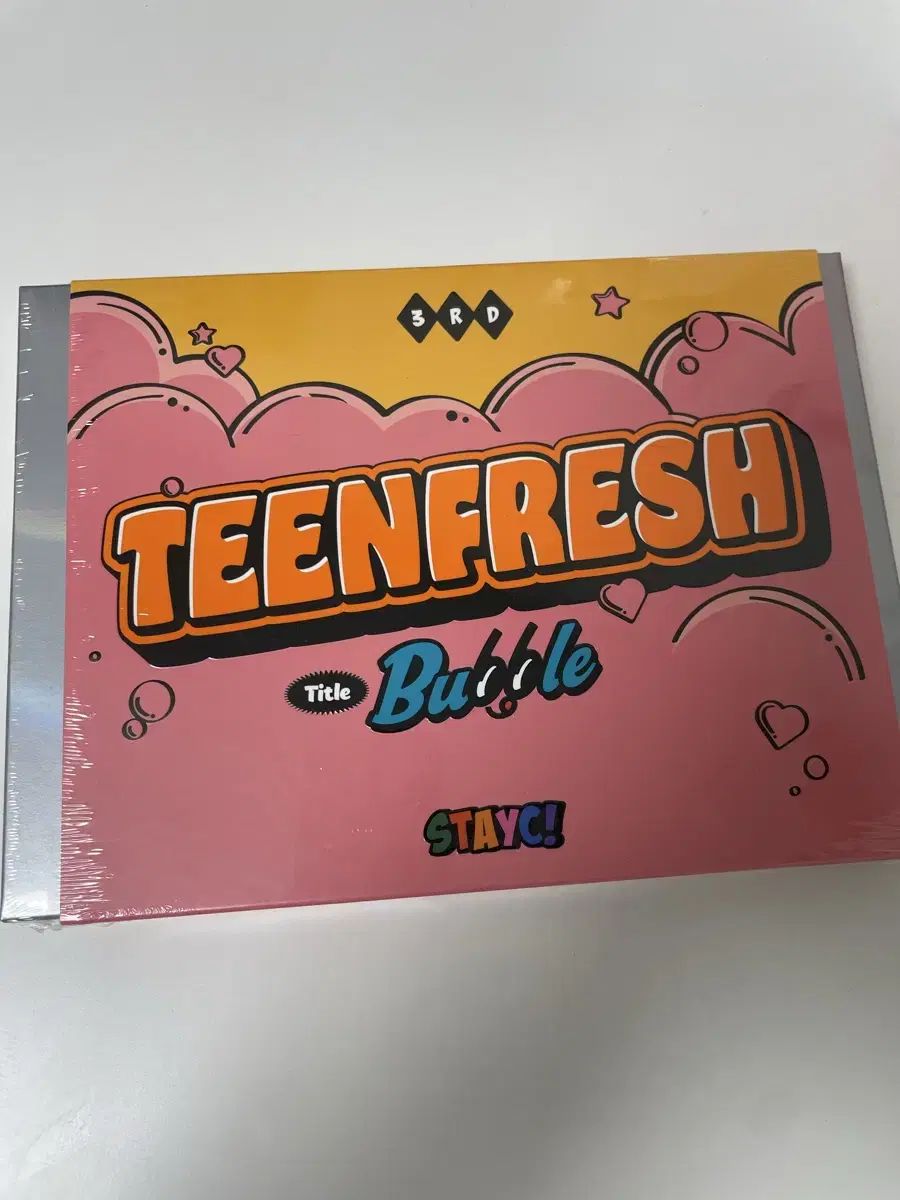 3RD
TEENFRESH
Title Bubble
STAYC!